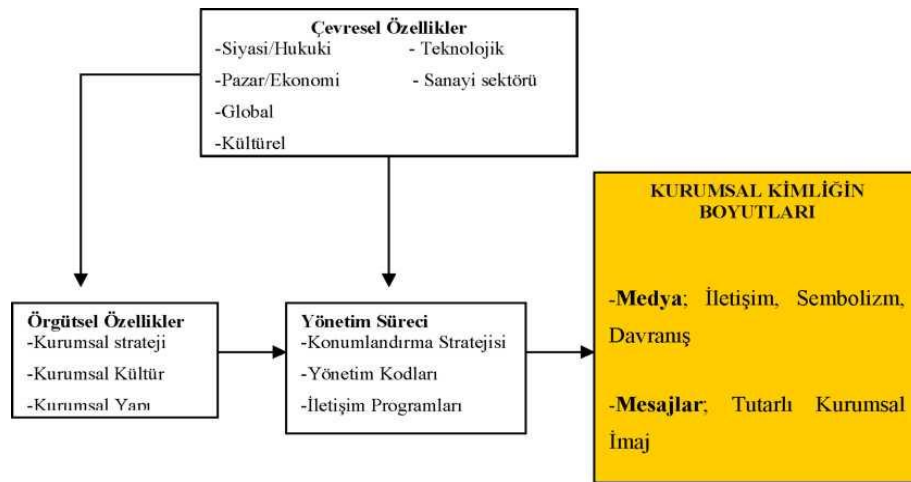 Çevresel Özellikler
-Siyasi/Hukuki - Teknolojik
-Pazar/Ekonomi - Sanayi sektörü
-Global
-Kültürel
Örgütsel Özellikler
-Kurumsal strateji
-Kurumsal Kültür
-Kurumsal Yapı
Yönetim Süreci
-Konumlandırma Stratejisi
-Yönetim Kodları
-İletişim Programları
KURUMSAL KİMLİĞİN
BOYUTLARI
-Medya; İletişim, Sembolizm,
Davranış
-Mesajlar; Tutarlı Kurumsal
İmaj